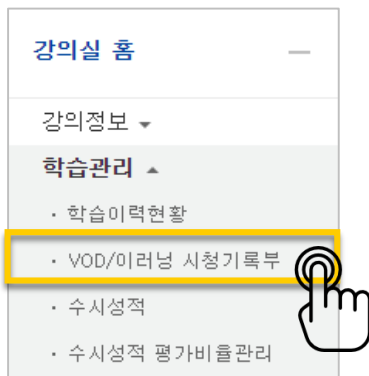 강의실 홈 —
강의정보 ▾
학습관리 ▴
· 학습이력현황
· VOD/이러닝 시청기록부
· 수시성적
· 수시성적 평가비율관리